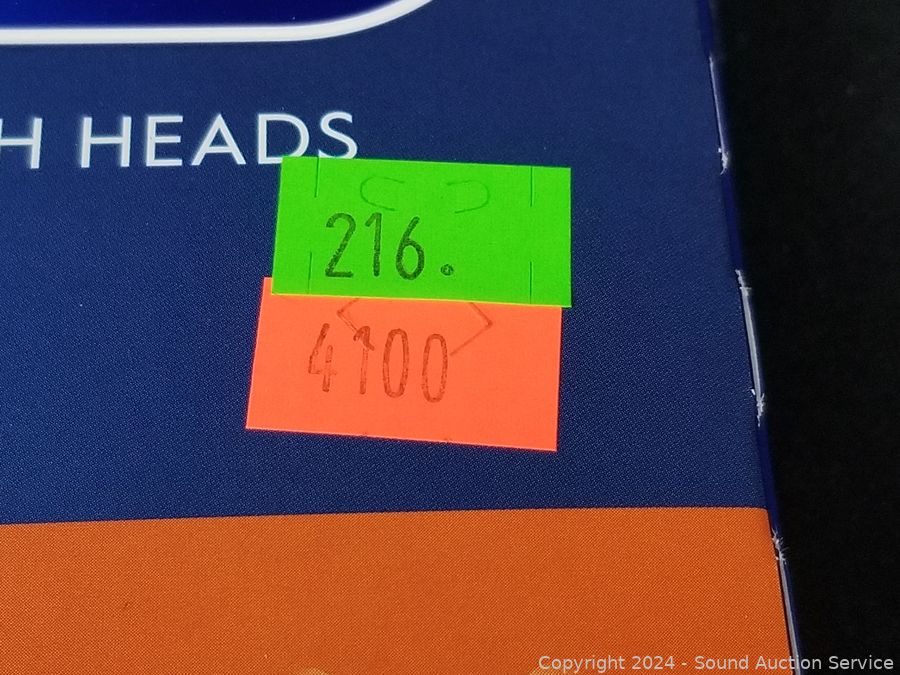 H HEADS
216.
4100
Copyright 2024 - Sound Auction Service